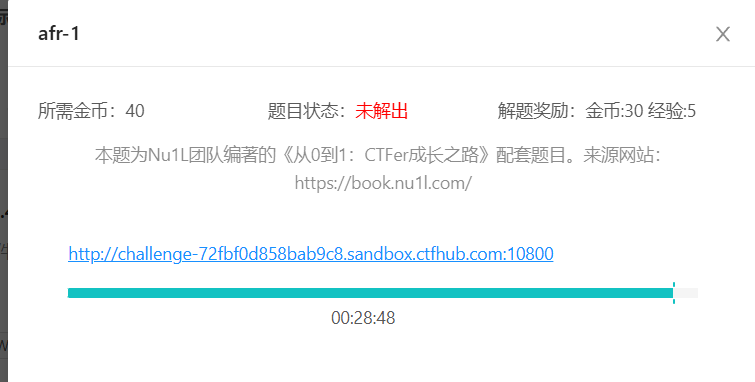 afr-1
所需金币：40 题目状态：未解出 解题奖励：金币:30 经验:5
本题为Nu1L团队编著的《从0到1：CTFer成长之路》配套题目。来源网站：
https://book.nu1l.com/
http://challenge-72fbf0d858bab9c8.sandbox.ctfhub.com:10800
00:28:48